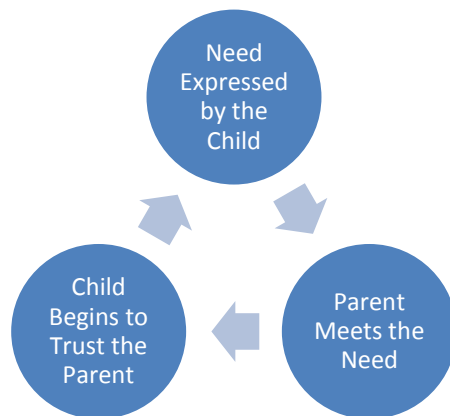 Need
Expressed
by the
Child
Parent
Meets the
Need
Child
Begins to
Trust the
Parent